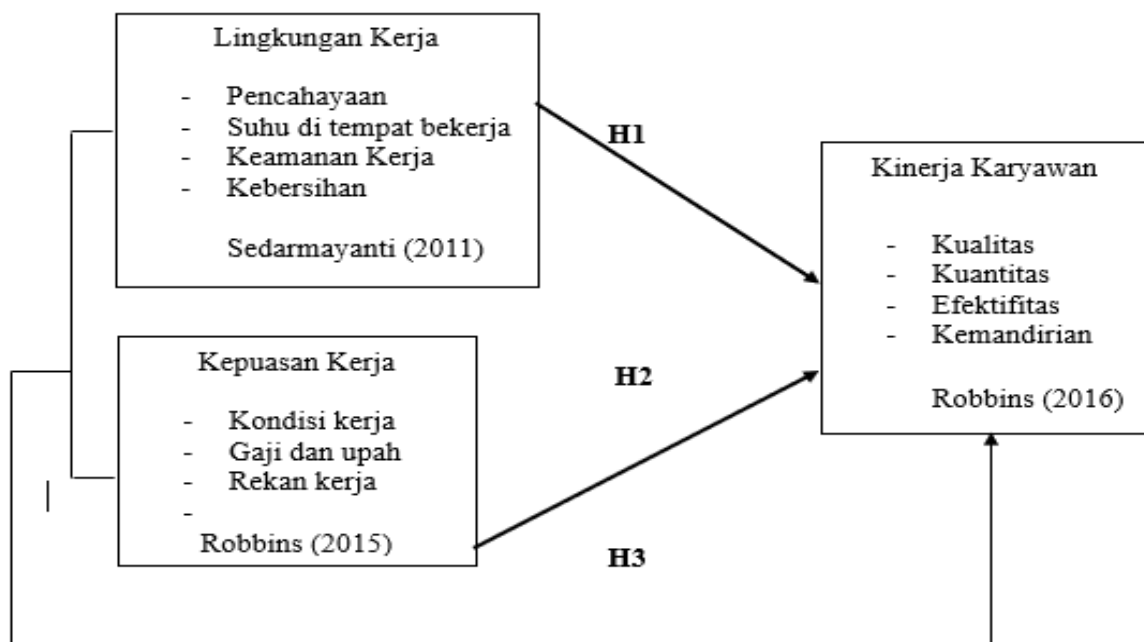 Lingkungan Kerja
- Pencahayaan
- Suhu di tempat bekerja
- Keamanan Kerja
- Kebersihan
Sedarmayanti (2011)
H1
Kinerja Karyawan
- Kualitas
- Kuantitas
- Efektifitas
- Kemandirian
Robbins (2016)
Kepuasan Kerja
- Kondisi kerja
- Gaji dan upah
- Rekan kerja
-
Robbins (2015)
H2
H3